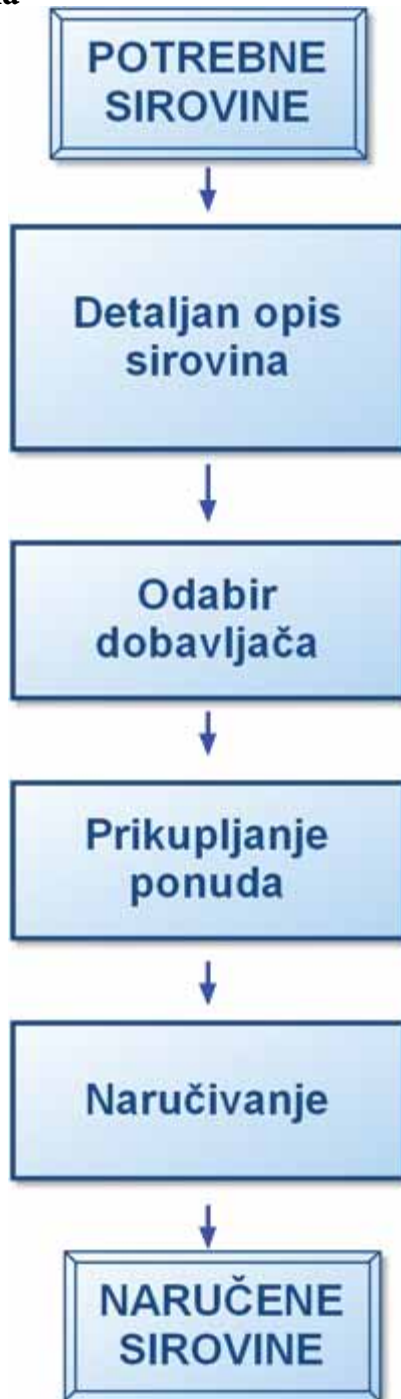 POTREBNE
SIROVINE
Detaljan opis
sirovina
Odabir
dobavljača
Prikupljanje
ponuda
Naručivanje
NARUČENE
SIROVINE